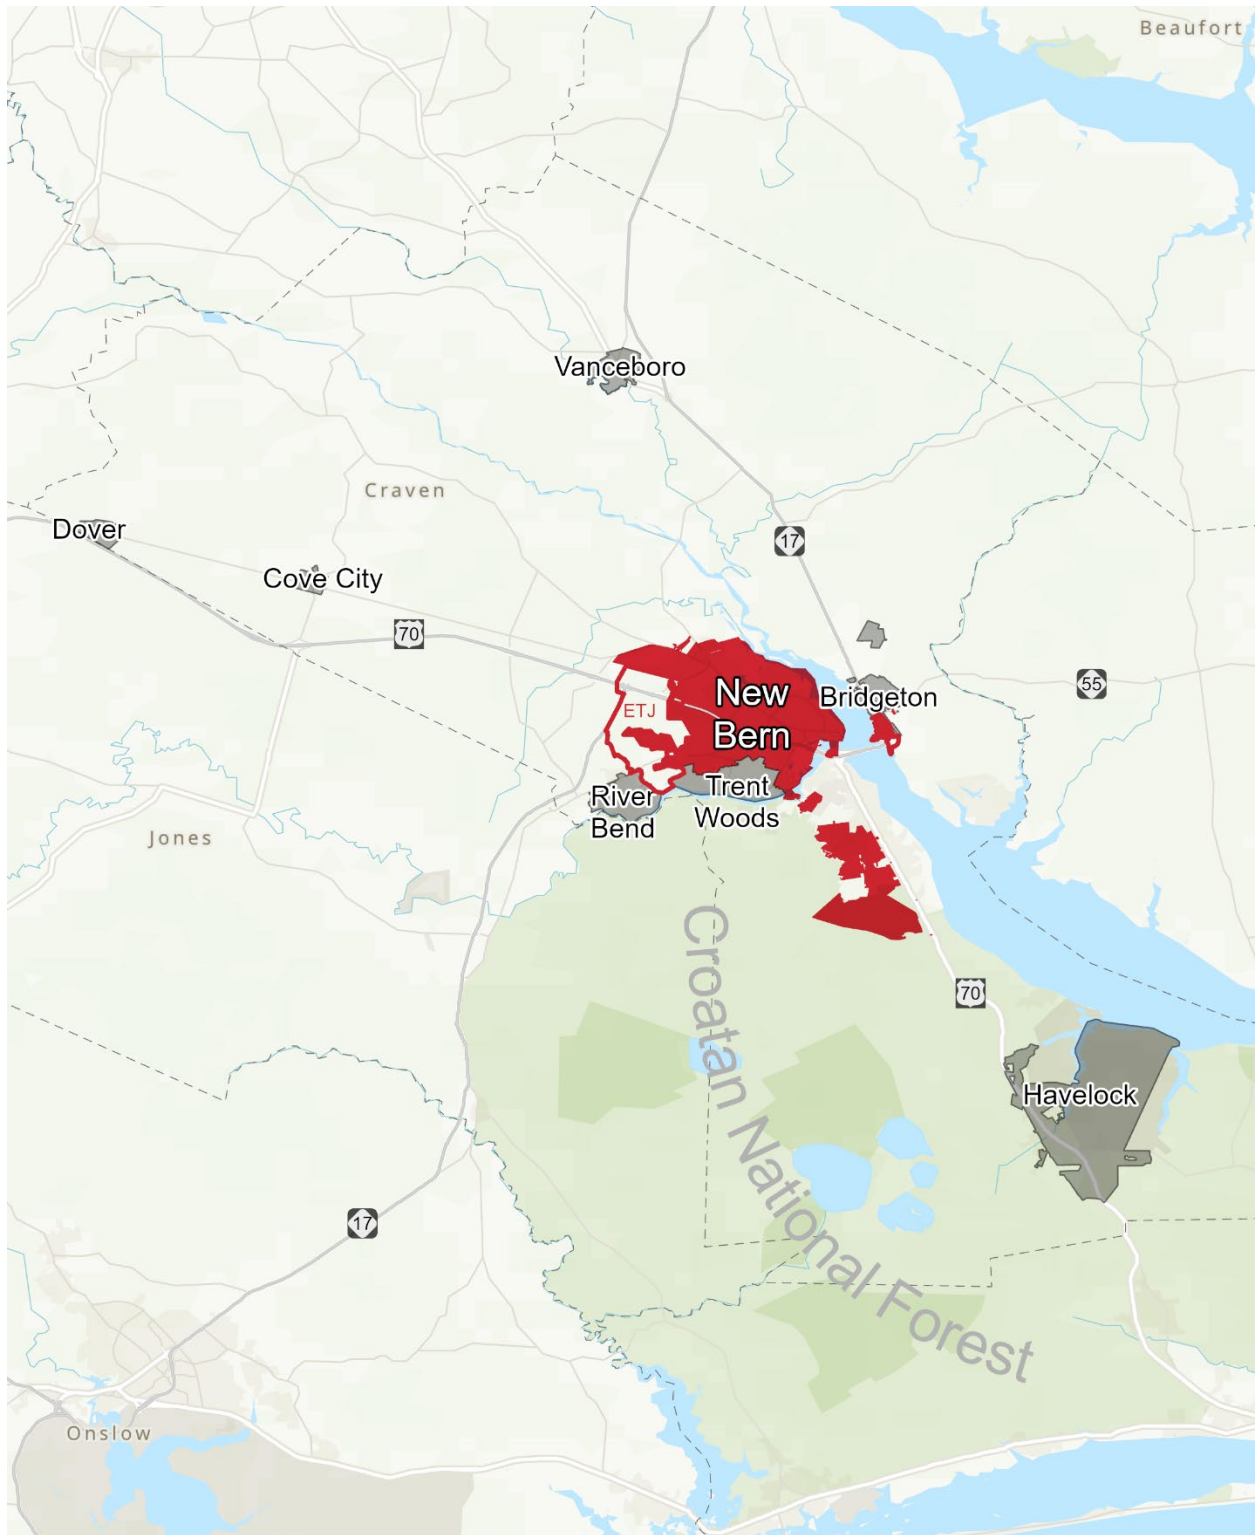 Beaufort
Vanceboro
Craven
Dover
17
Cove City
70
New
Bern
ETJ
Bridgeton
55
River
Bend
Trent
Woods
Jones
70
Croatan National Forest
Havelock
17
Onslow